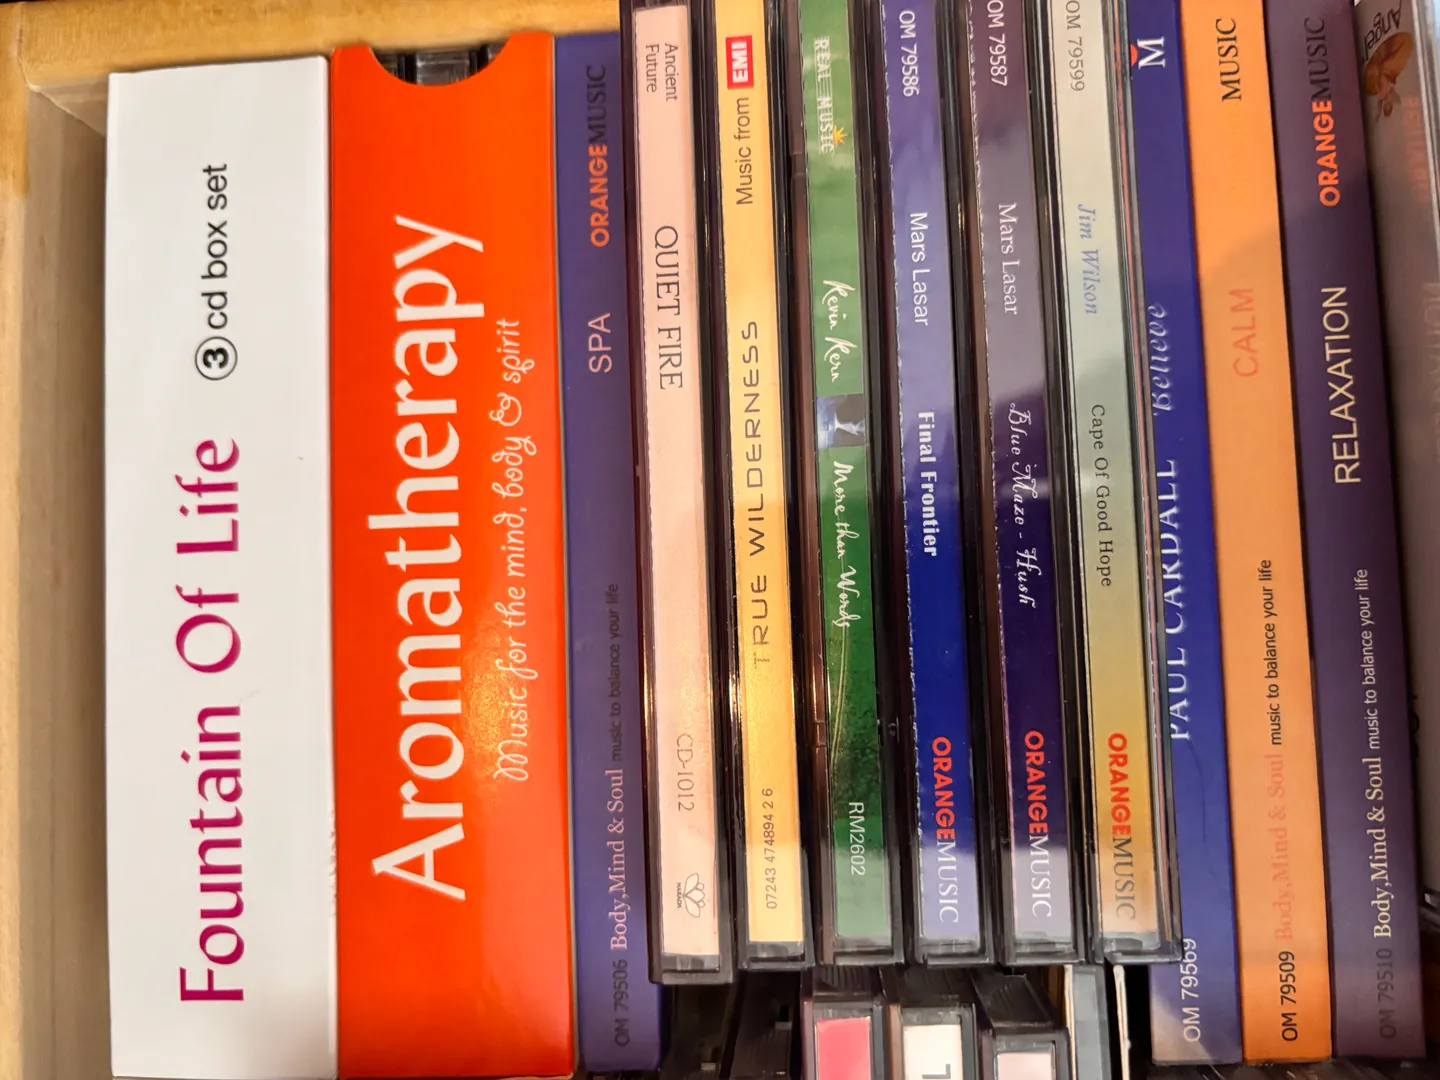 Fountain Of Life 3 cd box set
Aromatherapy
Music for the mind, body & spirit
OM 79506 Body,Mind & Soul music to balance your life SPA ORANGEMUSIC
Ancient
Future
QUIET FIRE
CD-1012
Music from EMI
TRUE WILDERNESS
07243 474894 2 6
REAL MUSIC
Kevin Kern
More than Words
RM2602
OM 79586
Mars Lasar
Final Frontier
ORANGEMUSIC
OM 79587
Mars Lasar
Blue Maze - Hush
ORANGEMUSIC
OM 79599
Jim Wilson
Cape Of Good Hope
ORANGEMUSIC
OM 79569 PAUL CARDALL Believe M
OM 79509 Body,Mind & Soul music to balance your life CALM MUSIC
OM 79510 Body,Mind & Soul music to balance your life RELAXATION ORANGEMUSIC